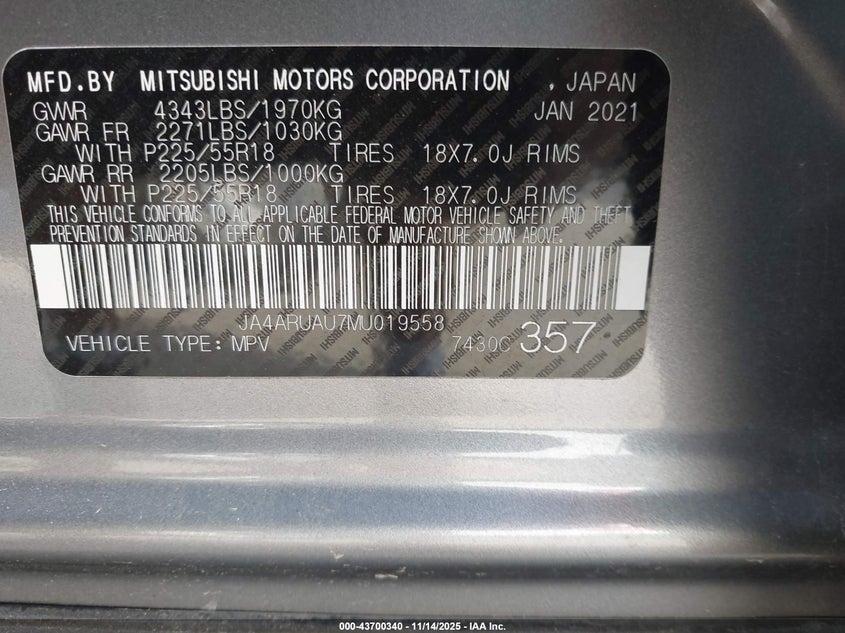 MFD.BY MITSUBISHI MOTORS CORPORATION , JAPAN
GVWR 4343LBS/1970KG JAN 2021
GAWR FR 2271LBS/1030KG
WITH P225/55R18 TIRES 18X7.0J RIMS
GAWR RR 2205LBS/1000KG
WITH P225/55R18 TIRES 18X7.0J RIMS
THIS VEHICLE CONFORMS TO ALL APPLICABLE FEDERAL MOTOR VEHICLE SAFETY AND THEFT
PREVENTION STANDARDS IN EFFECT ON THE DATE OF MANUFACTURE SHOWN ABOVE.
JA4ARUAU7MU019558
VEHICLE TYPE: MPV 7430C 357
000-43700340 - 11/14/2025 - IAA Inc.